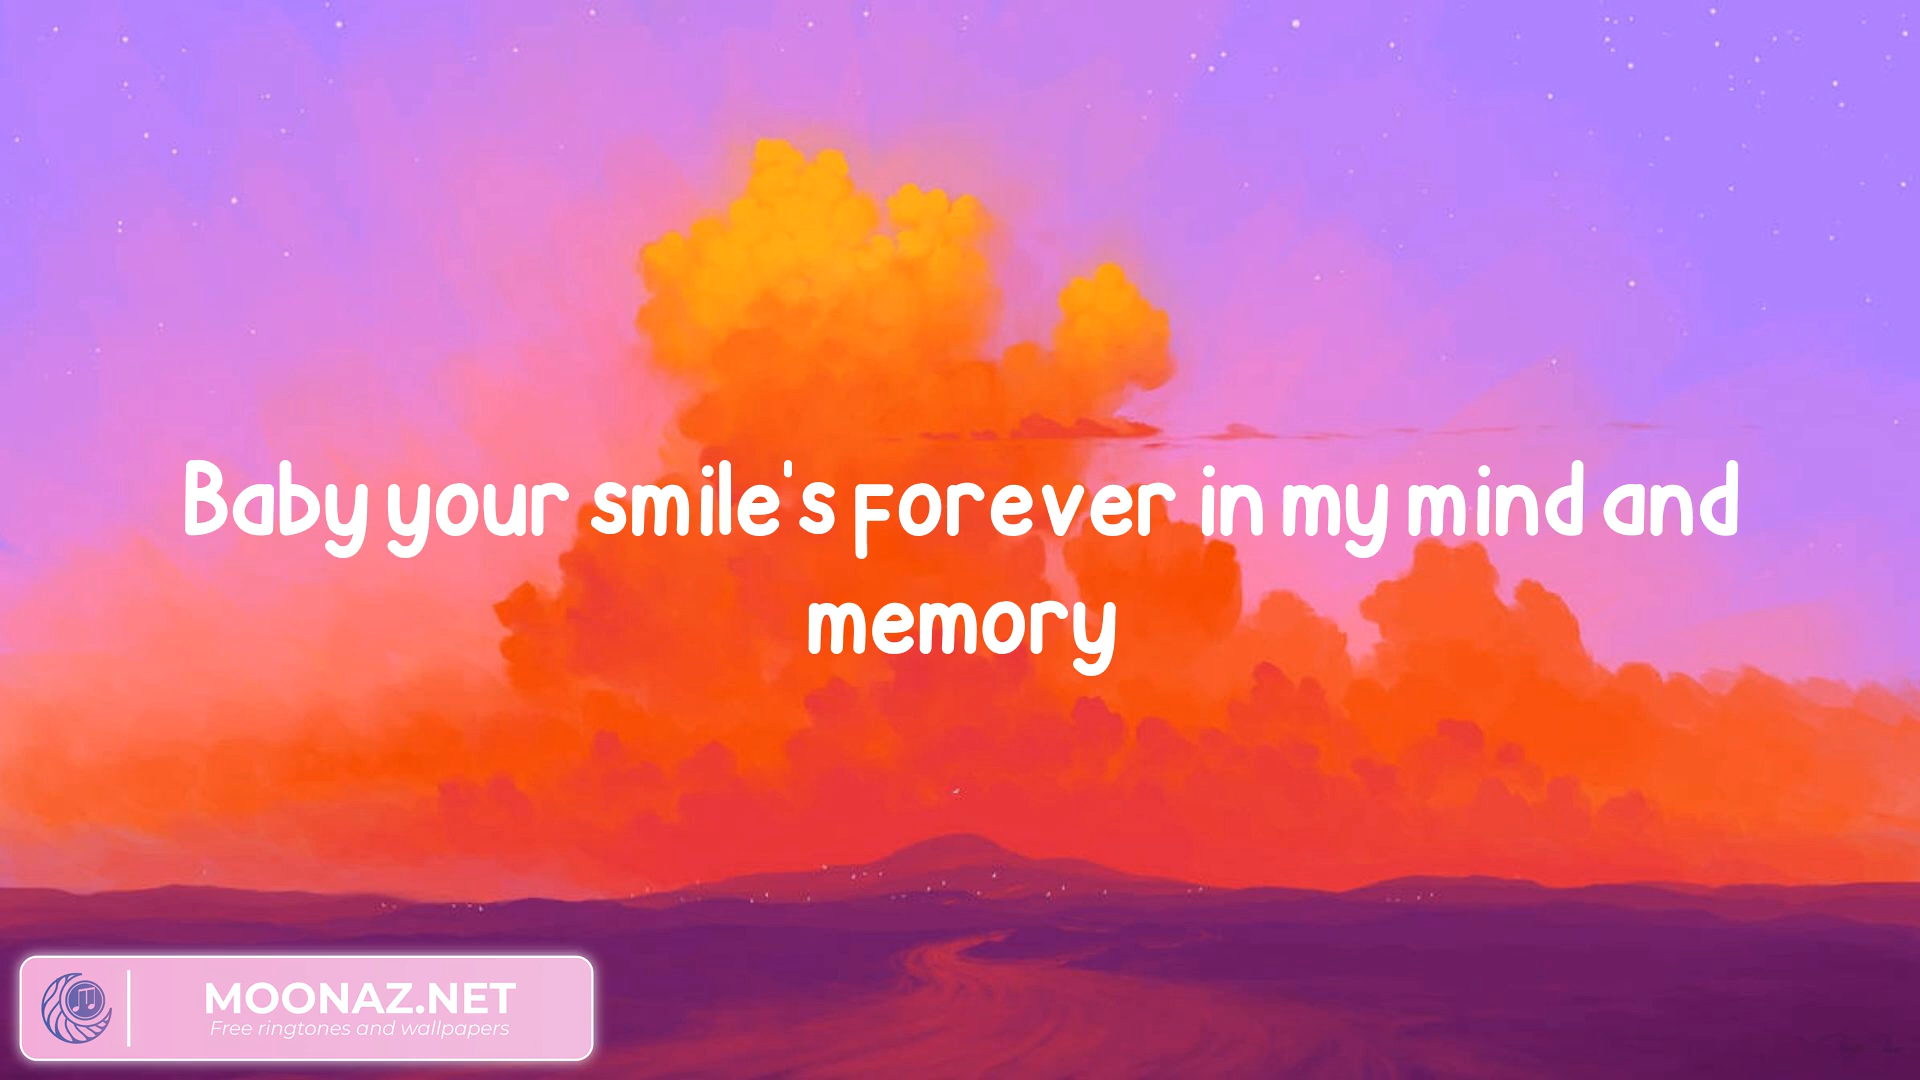 Baby your smile's forever in my mind and
memory
MOONAZ.NET
Free ringtones and wallpapers